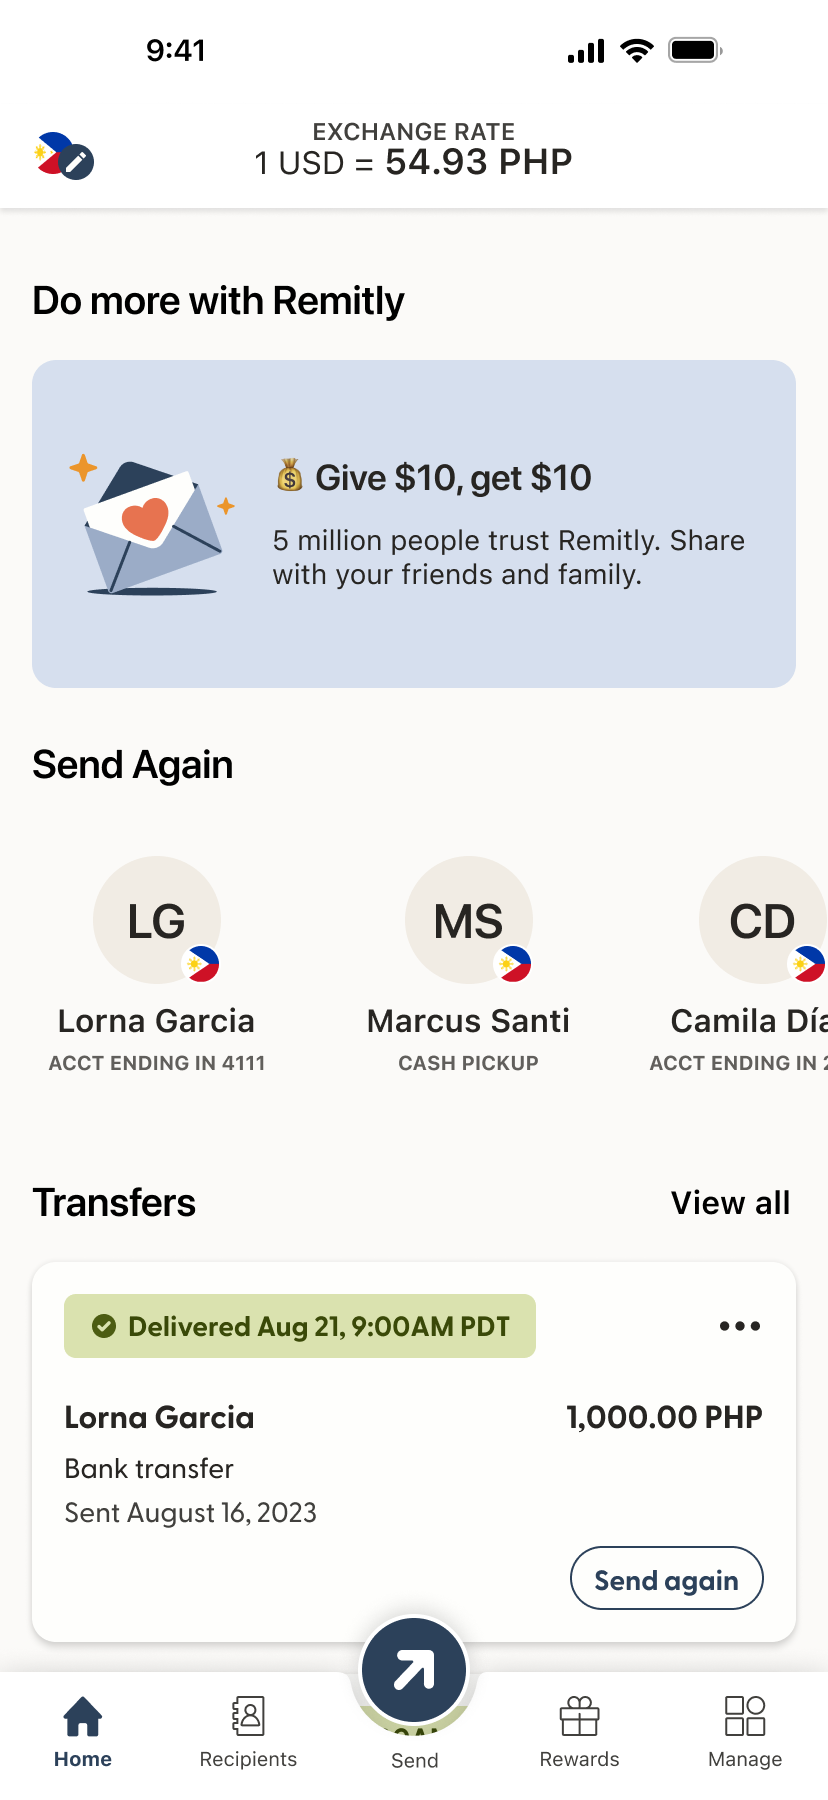 9:41
EXCHANGE RATE
1 USD = 54.93 PHP
Do more with Remitly
Give $10, get $10
5 million people trust Remitly. Share
with your friends and family.
Send Again
LG
MS
CD
Lorna Garcia
Marcus Santi
Camila Día
ACCT ENDING IN 4111
CASH PICKUP
ACCT ENDING IN 2
Transfers
View all
Delivered Aug 21, 9:00AM PDT
Lorna Garcia
1,000.00 PHP
Bank transfer
Sent August 16, 2023
Send again
Home
Recipients
Send
Rewards
Manage